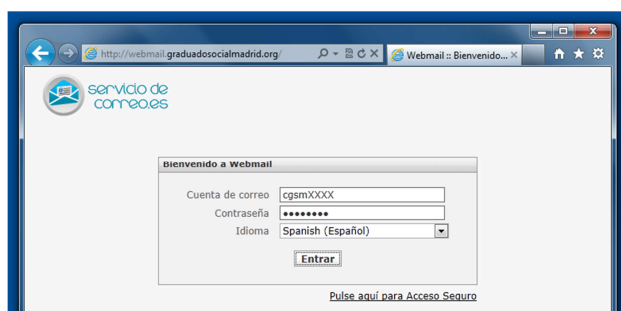 http://webmail.graduadosocialmadrid.org/
Webmail :: Bienvenido...
servicio de
correo.es
Bienvenido a Webmail
Cuenta de correo cgsmXXXX
Contraseña ••••••••
Idioma Spanish (Español)
Entrar
Pulse aquí para Acceso Seguro